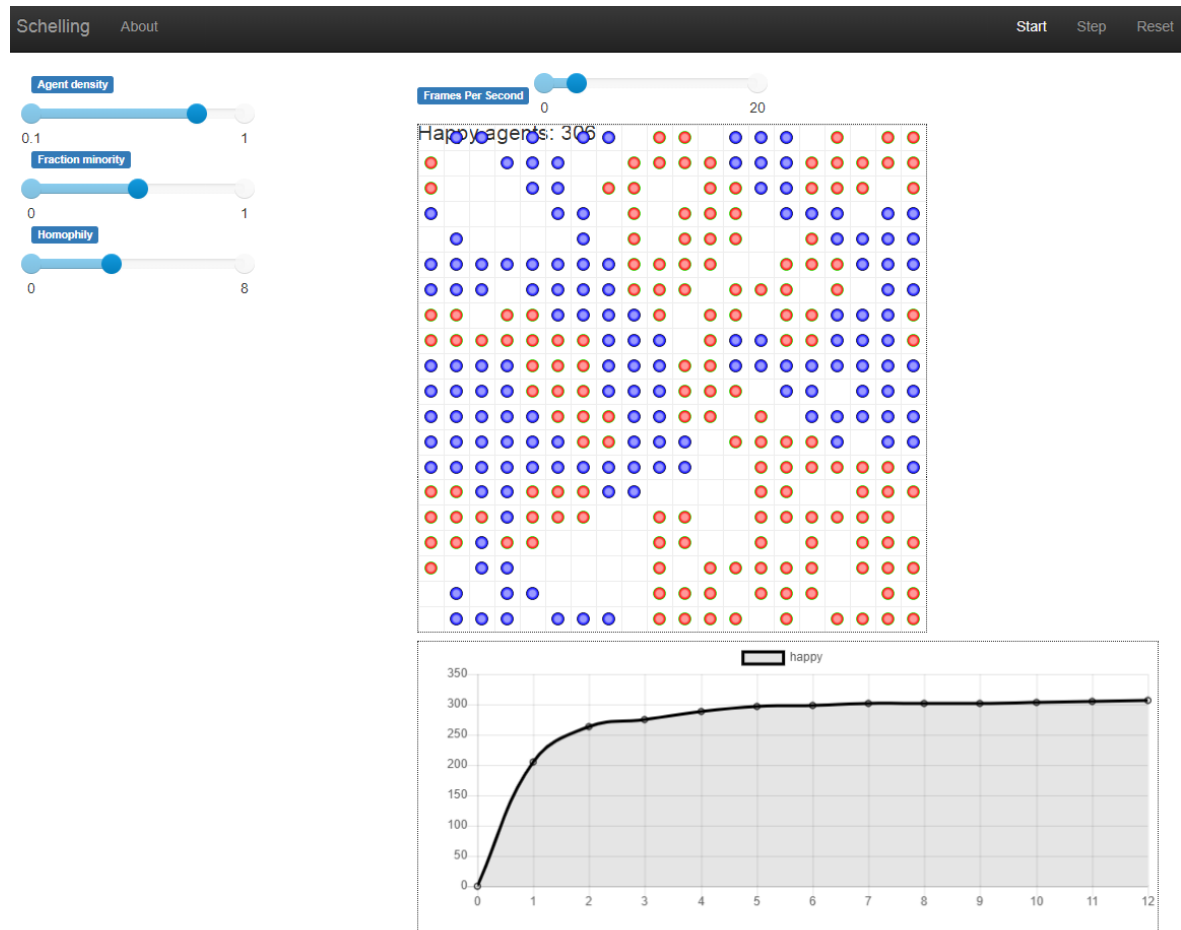 Schelling About Start Step Reset
Agent density
0.1 1
Fraction minority
0 1
Homophily
0 8
Frames Per Second
0 20
Happy agents: 306
happy
350
300
250
200
150
100
50
0
0 1 2 3 4 5 6 7 8 9 10 11 12